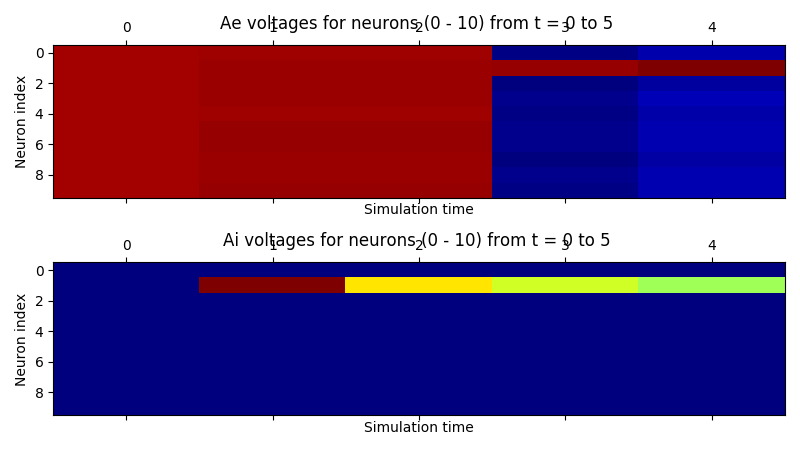 Ae voltages for neurons (0 - 10) from t = 0 to 5
0 1 2 3 4
Neuron index
0
2
4
6
8
Simulation time
Ai voltages for neurons (0 - 10) from t = 0 to 5
0 1 2 3 4
Neuron index
0
2
4
6
8
Simulation time